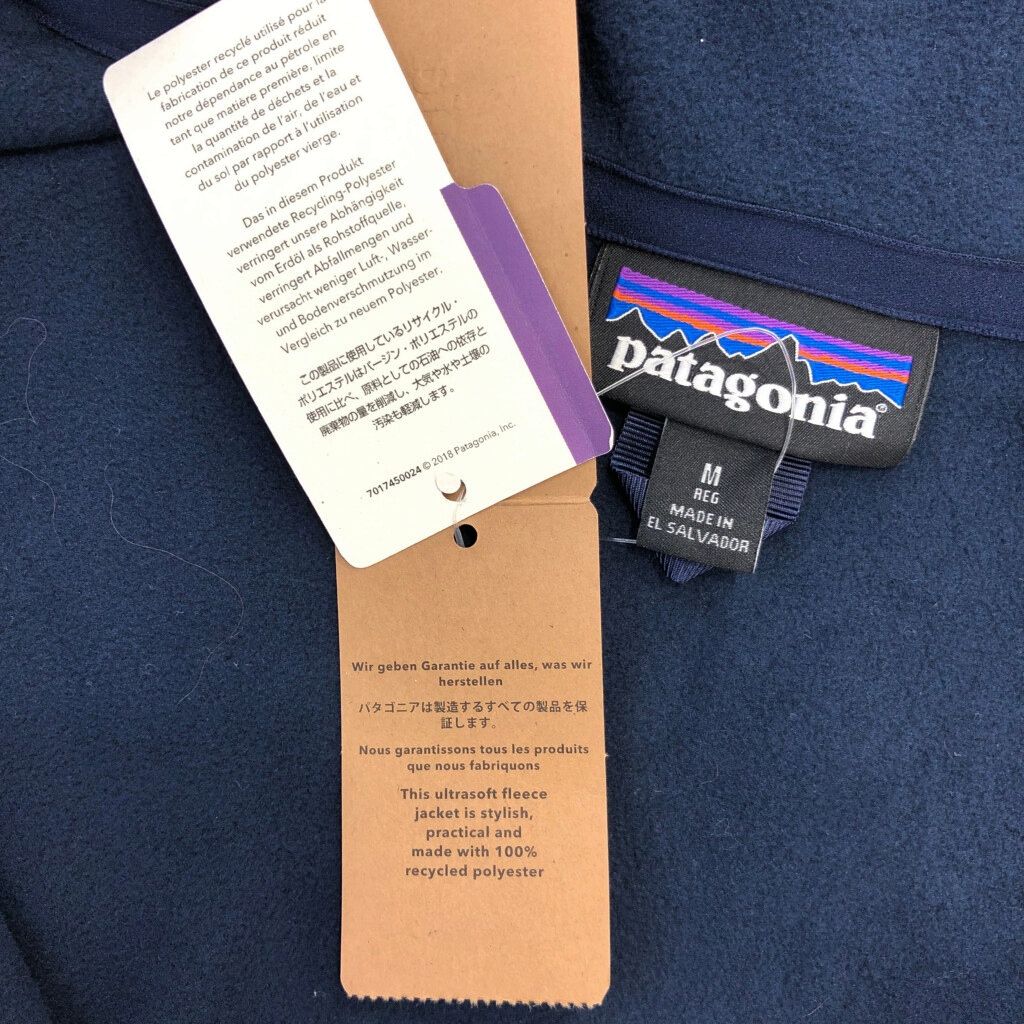 Le polyester recyclé utilisé pour la
fabrication de ce produit réduit
notre dépendance au pétrole en
tant que matière première, limite
la quantité de déchets et la
contamination de l'air, de l'eau et
du sol par rapport à l'utilisation
du polyester vierge.
Das in diesem Produkt
verwendete Recycling-Polyester
verringert unsere Abhängigkeit
vom Erdöl als Rohstoffquelle,
verringert Abfallmengen und
verursacht weniger Luft-, Wasser-
und Bodenverschmutzung im
Vergleich zu neuem Polyester.
この製品に使用しているリサイクル・
ポリエステルはバージン・ポリエステルの
使用に比べ、原料としての石油への依存と
廃棄物の量を削減し、大気や水や土壌の
汚染も軽減します。
7017450024 © 2018 Patagonia, Inc.
patagonia®
M
REG
MADE IN
EL SALVADOR
Wir geben Garantie auf alles, was wir
herstellen
パタゴニアは製造するすべての製品を保
証します。
Nous garantissons tous les produits
que nous fabriquons
This ultrasoft fleece
jacket is stylish,
practical and
made with 100%
recycled polyester